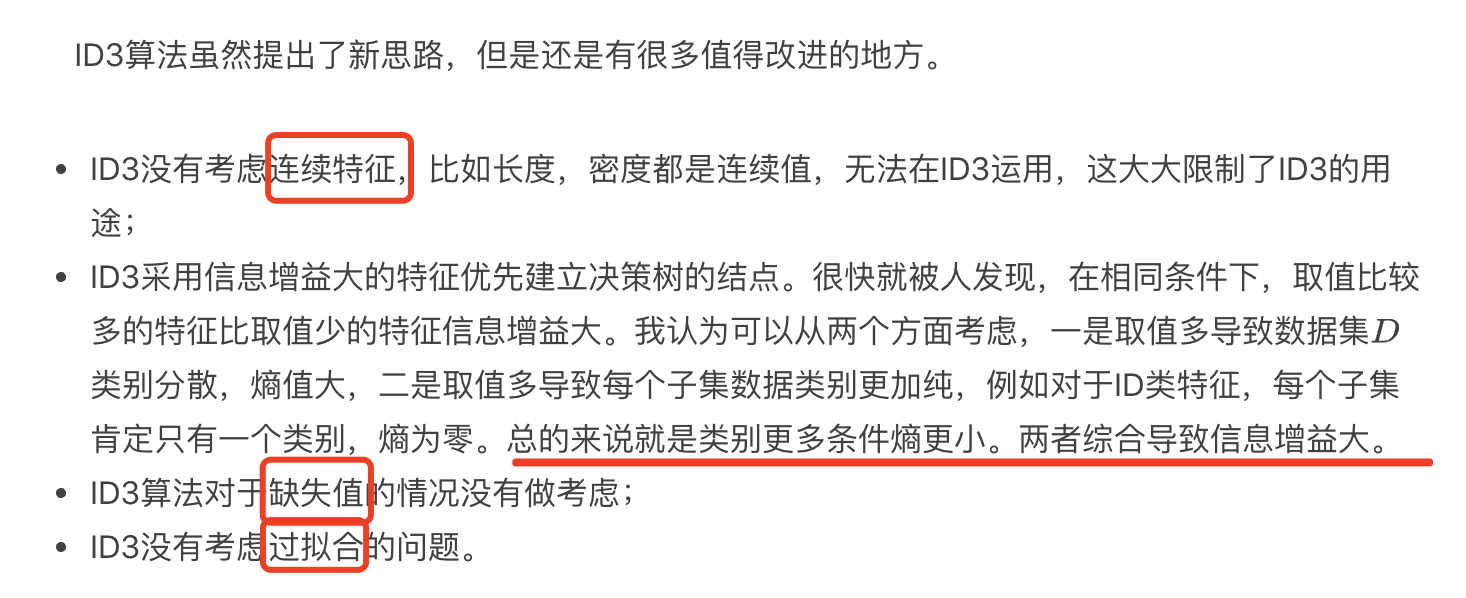 ID3算法虽然提出了新思路，但是还是有很多值得改进的地方。
• ID3没有考虑连续特征，比如长度，密度都是连续值，无法在ID3运用，这大大限制了ID3的用
途；
• ID3采用信息增益大的特征优先建立决策树的结点。很快就被人发现，在相同条件下，取值比较
多的特征比取值少的特征信息增益大。我认为可以从两个方面考虑，一是取值多导致数据集D
类别分散，熵值大，二是取值多导致每个子集数据类别更加纯，例如对于ID类特征，每个子集
肯定只有一个类别，熵为零。总的来说就是类别更多条件熵更小。两者综合导致信息增益大。
• ID3算法对于缺失值的情况没有做考虑；
• ID3没有考虑过拟合的问题。